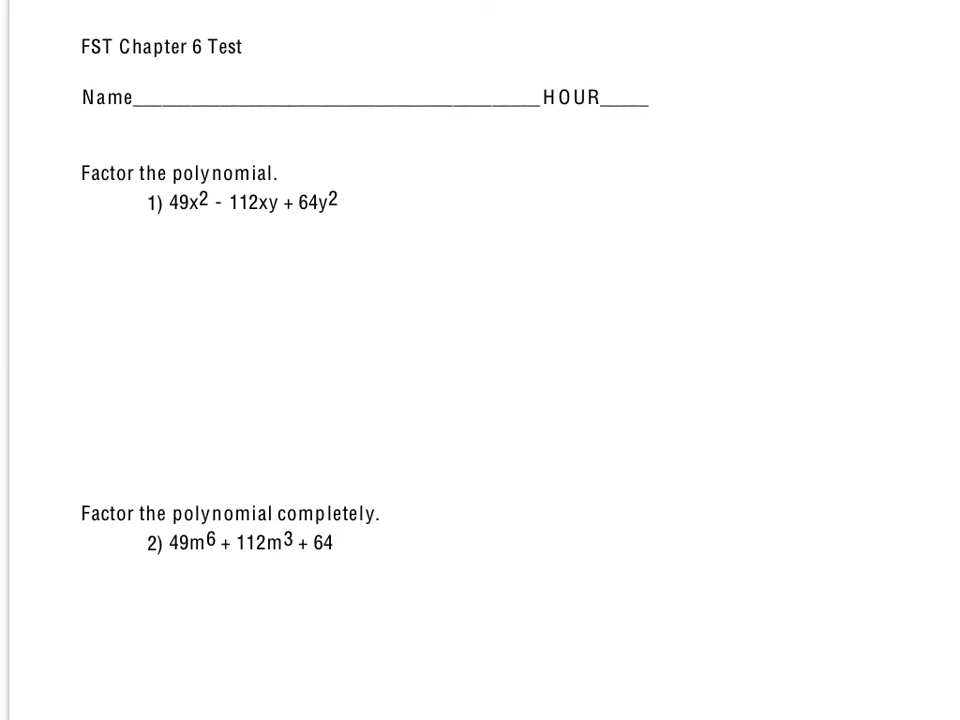 FST Chapter 6 Test
Name__________________________________________HOUR_____
Factor the polynomial.
1) 49x² - 112xy + 64y²
Factor the polynomial completely.
2) 49m⁶ + 112m³ + 64